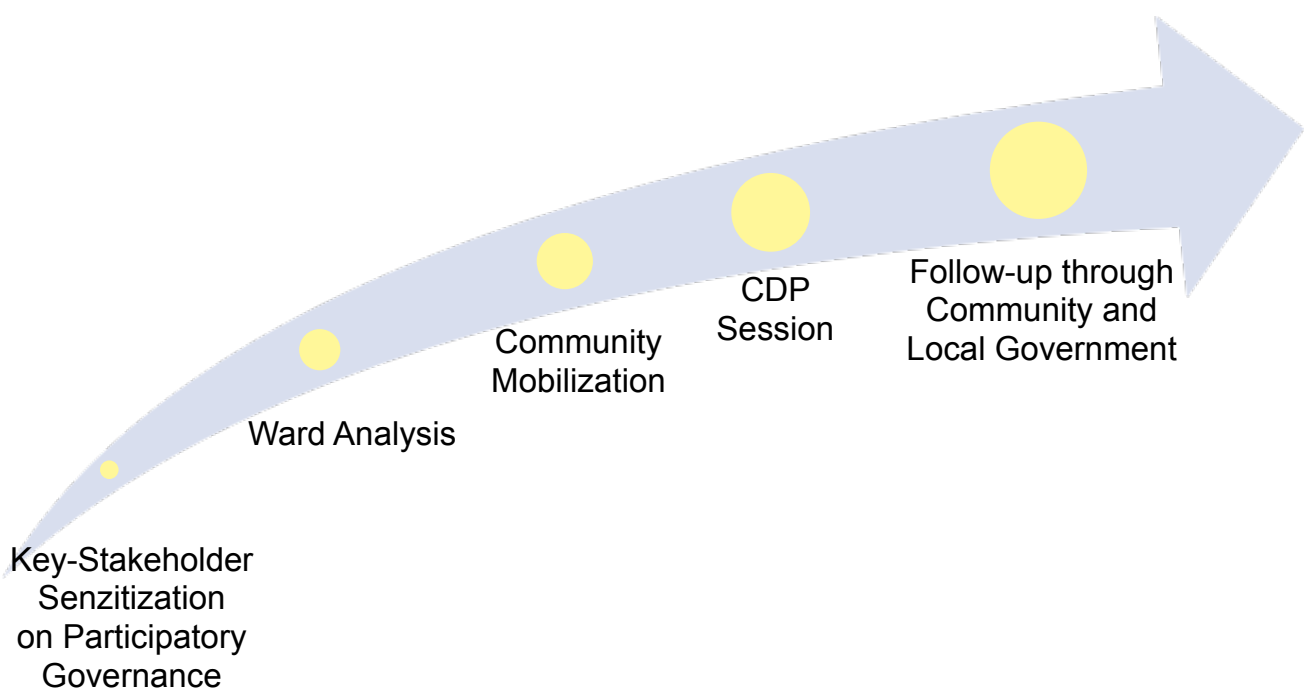 Key-Stakeholder
Senzitization
on Participatory
Governance
Ward Analysis
Community
Mobilization
CDP
Session
Follow-up through
Community and
Local Government